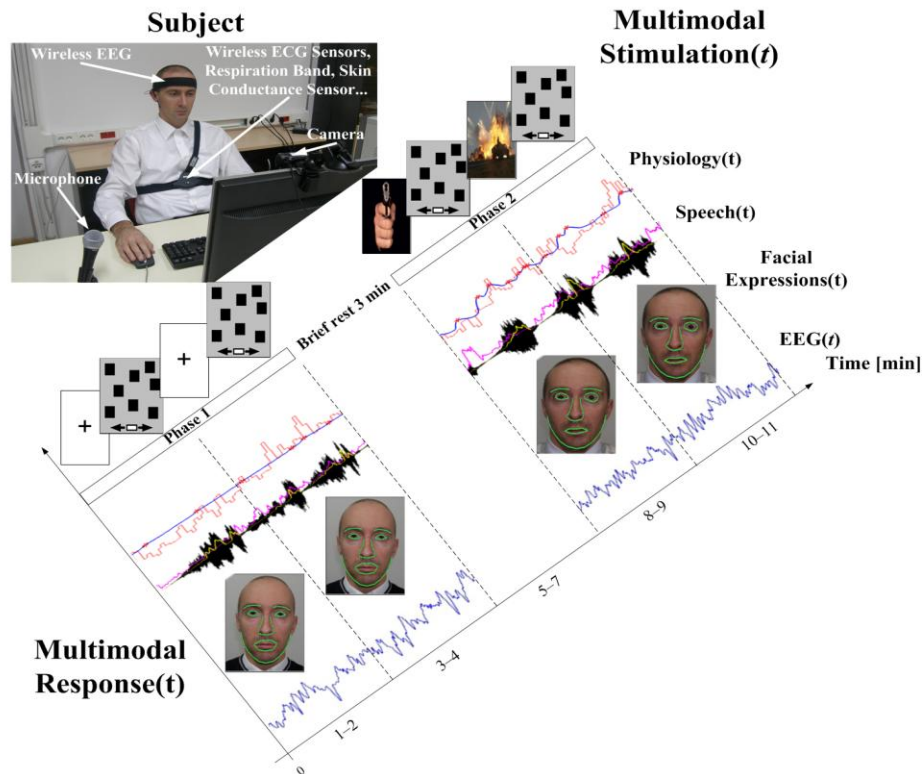 Subject
Wireless EEG
Wireless ECG Sensors,
Respiration Band, Skin
Conductance Sensor...
Camera
Microphone
Multimodal
Stimulation(t)
Physiology(t)
Speech(t)
Facial
Expressions(t)
EEG(t)
Time [min]
Phase 2
Brief rest 3 min
Phase 1
Multimodal
Response(t)
0
1–2
3–4
5–7
8–9
10–11